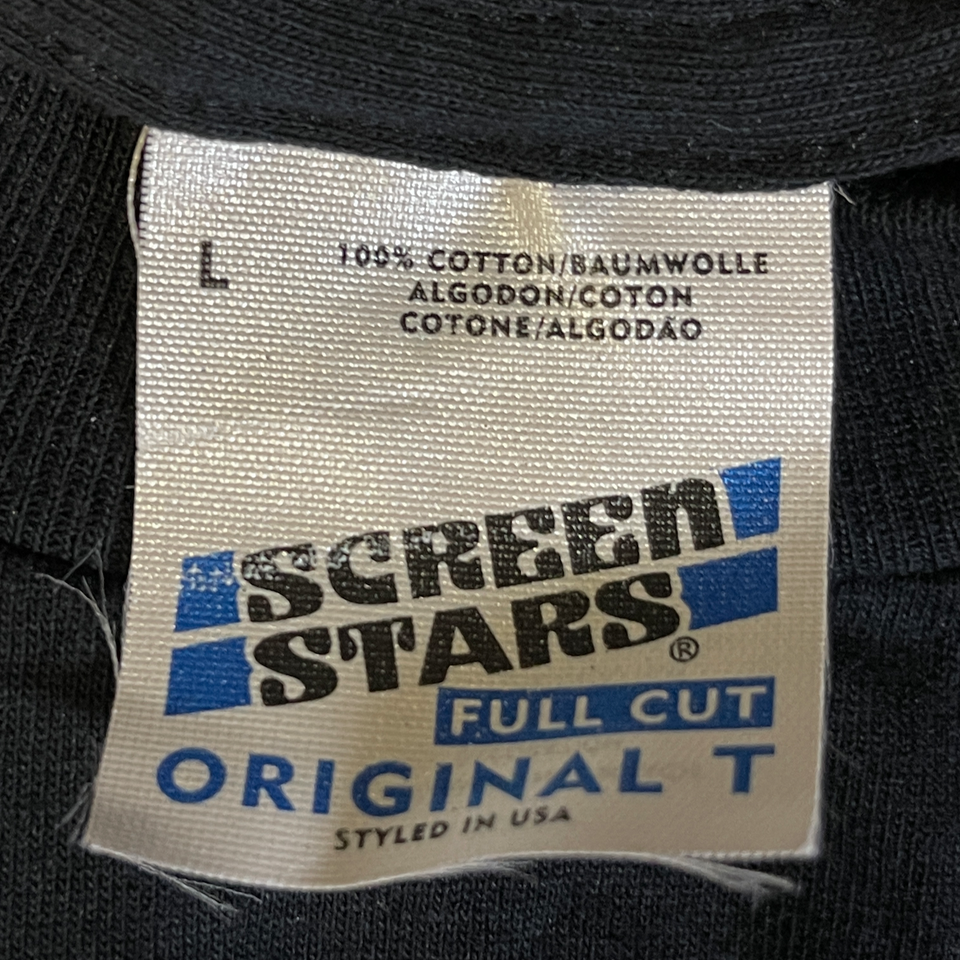 L
100% COTTON/BAUMWOLLE
ALGODON/COTON
COTONE/ALGODÃO
SCREEN
STARS®
FULL CUT
ORIGINAL T
STYLED IN USA